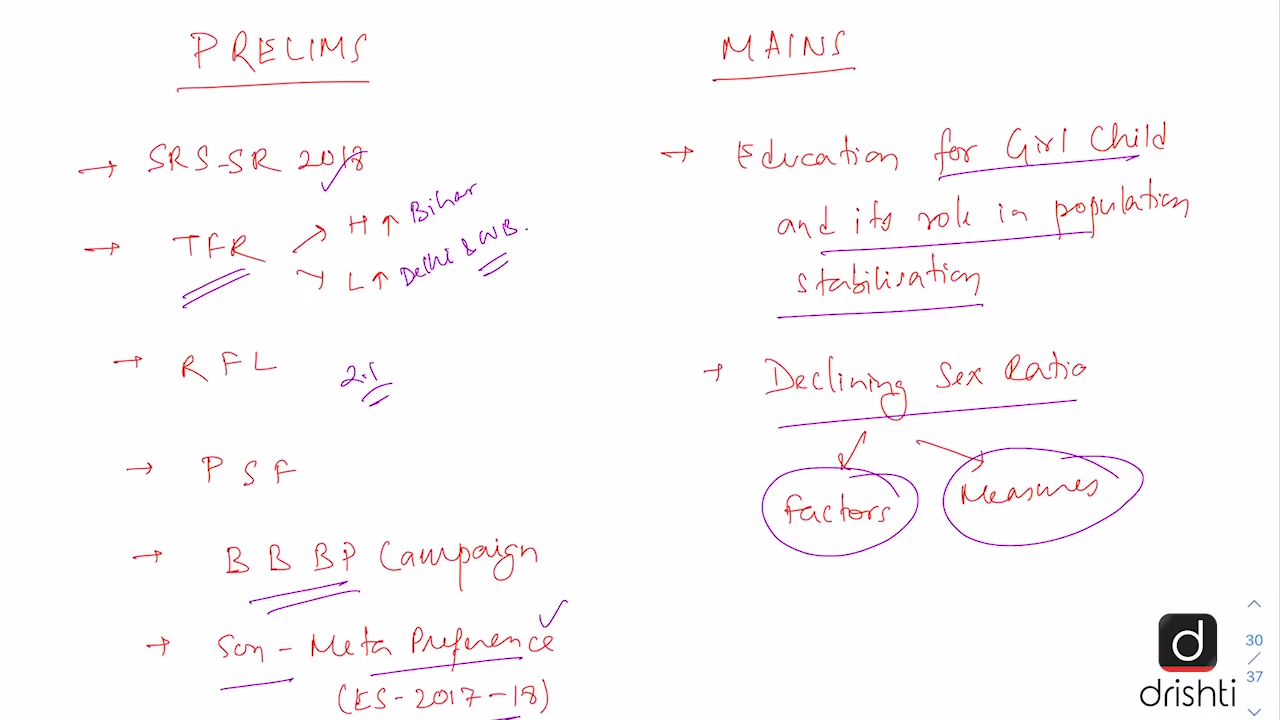 PRELIMS
→ SRS-SR 2018
→ TFR
H ↑ Bihar
L ↑ Delhi & WB.
→ RFL 2.1
→ PSF
→ BBBP Campaign
→ Son - Meta Preference
(ES - 2017-18)
MAINS
→ Education for Girl Child
and its role in population
stabilisation
→ Declining Sex Ratio
Factors
Measures
d
drishti
30
/
37